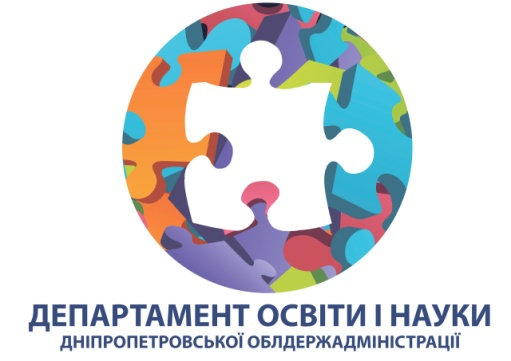 ДЕПАРТАМЕНТ ОСВІТИ І НАУКИ
ДНІПРОПЕТРОВСЬКОЇ ОБЛДЕРЖАДМІНІСТРАЦІЇ